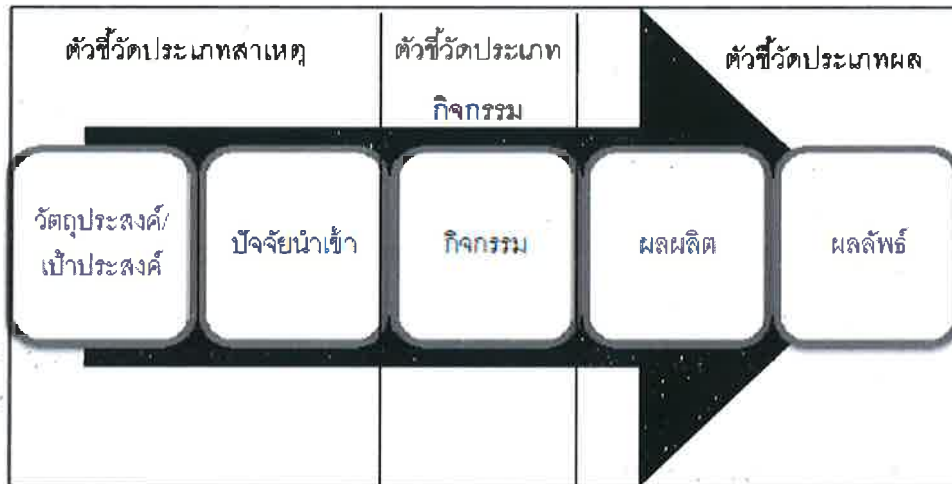 ตัวชี้วัดประเภทสาเหตุ
ตัวชี้วัดประเภท
กิจกรรม
ตัวชี้วัดประเภทผล
วัตถุประสงค์/
เป้าประสงค์
ปัจจัยนำเข้า
กิจกรรม
ผลผลิต
ผลลัพธ์